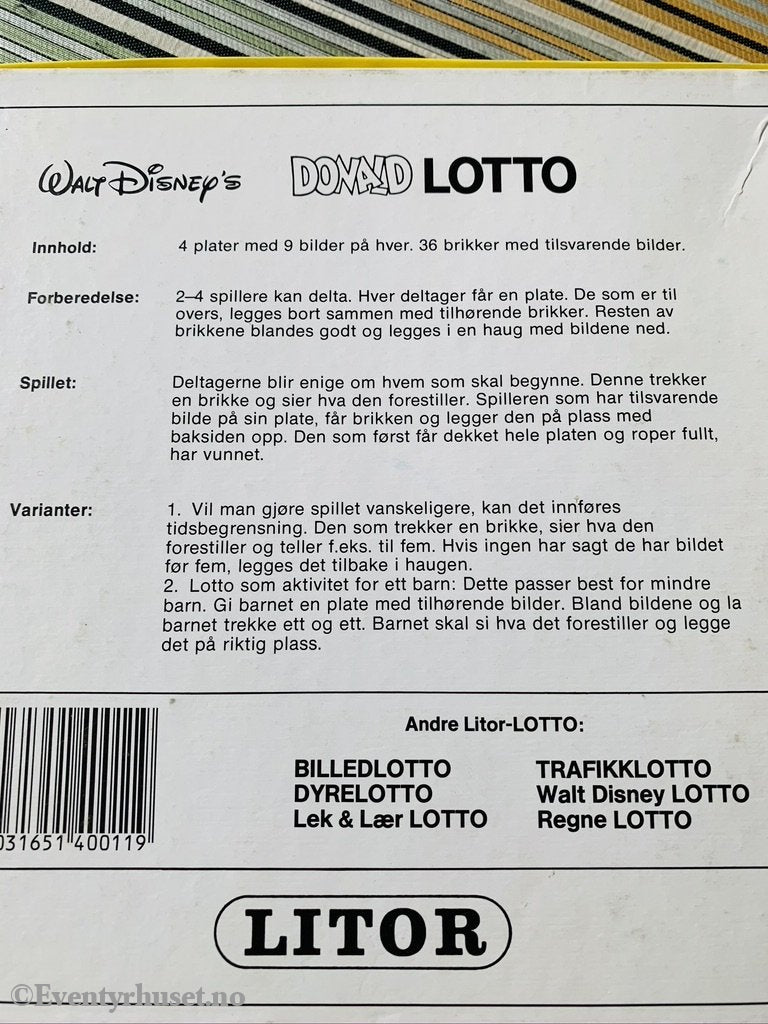 WALT DISNEY'S DONALD LOTTO
Innhold: 4 plater med 9 bilder på hver. 36 brikker med tilsvarende bilder.
Forberedelse: 2–4 spillere kan delta. Hver deltager får en plate. De som er til
overs, legges bort sammen med tilhørende brikker. Resten av
brikkene blandes godt og legges i en haug med bildene ned.
Spillet: Deltagerne blir enige om hvem som skal begynne. Denne trekker
en brikke og sier hva den forestiller. Spilleren som har tilsvarende
bilde på sin plate, får brikken og legger den på plass med
baksiden opp. Den som først får dekket hele platen og roper fullt,
har vunnet.
Varianter: 1. Vil man gjøre spillet vanskeligere, kan det innføres
tidsbegrensning. Den som trekker en brikke, sier hva den
forestiller og teller f.eks. til fem. Hvis ingen har sagt de har bildet
før fem, legges det tilbake i haugen.
2. Lotto som aktivitet for ett barn: Dette passer best for mindre
barn. Gi barnet en plate med tilhørende bilder. Bland bildene og la
barnet trekke ett og ett. Barnet skal si hva det forestiller og legge
det på riktig plass.
Andre Litor-LOTTO:
BILLEDLOTTO TRAFIKKLOTTO
DYRELOTTO Walt Disney LOTTO
Lek & Lær LOTTO Regne LOTTO
031651 400119
LITOR
©Eventyrhuset.no